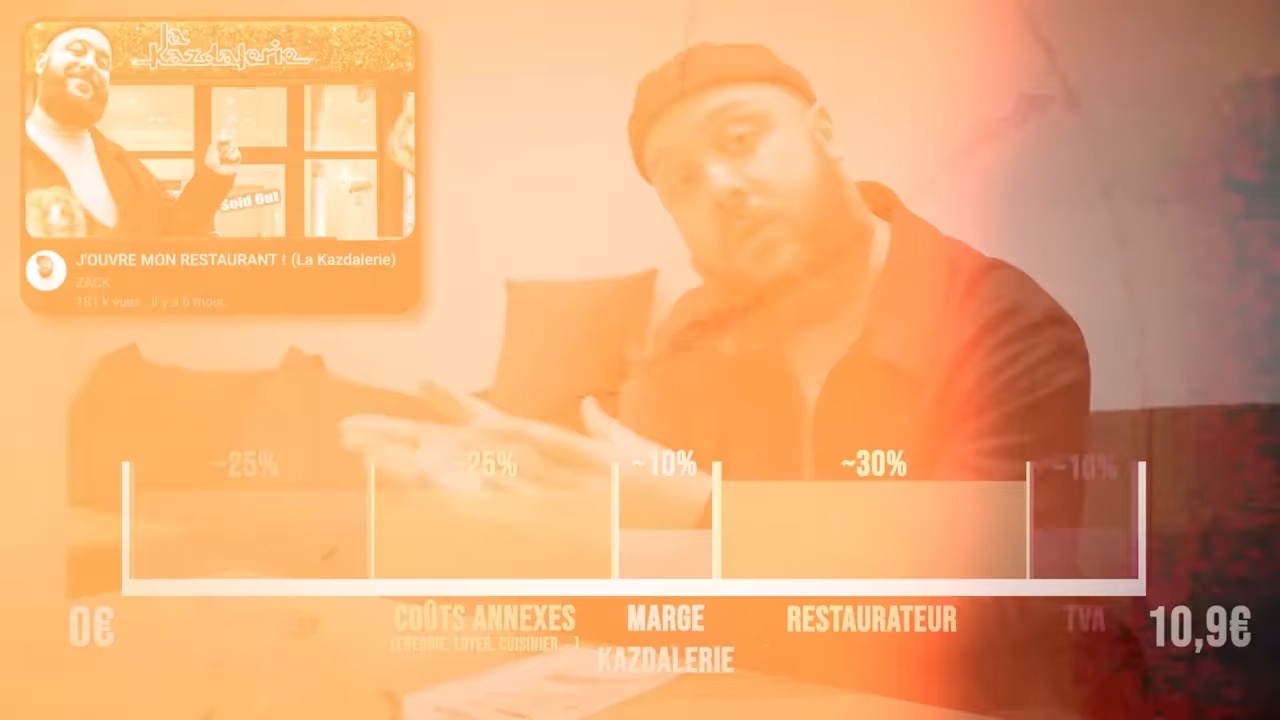 la
Kazdalerie
Sold Out
J'OUVRE MON RESTAURANT ! (La Kazdalerie)
ZACK
181 k vues il y a 6 mois
~25% ~25% ~10% ~30% ~10%
0€ COÛTS ANNEXES MARGE RESTAURATEUR TVA 10,9€
LOYER, CUISINIER
KAZDALERIE